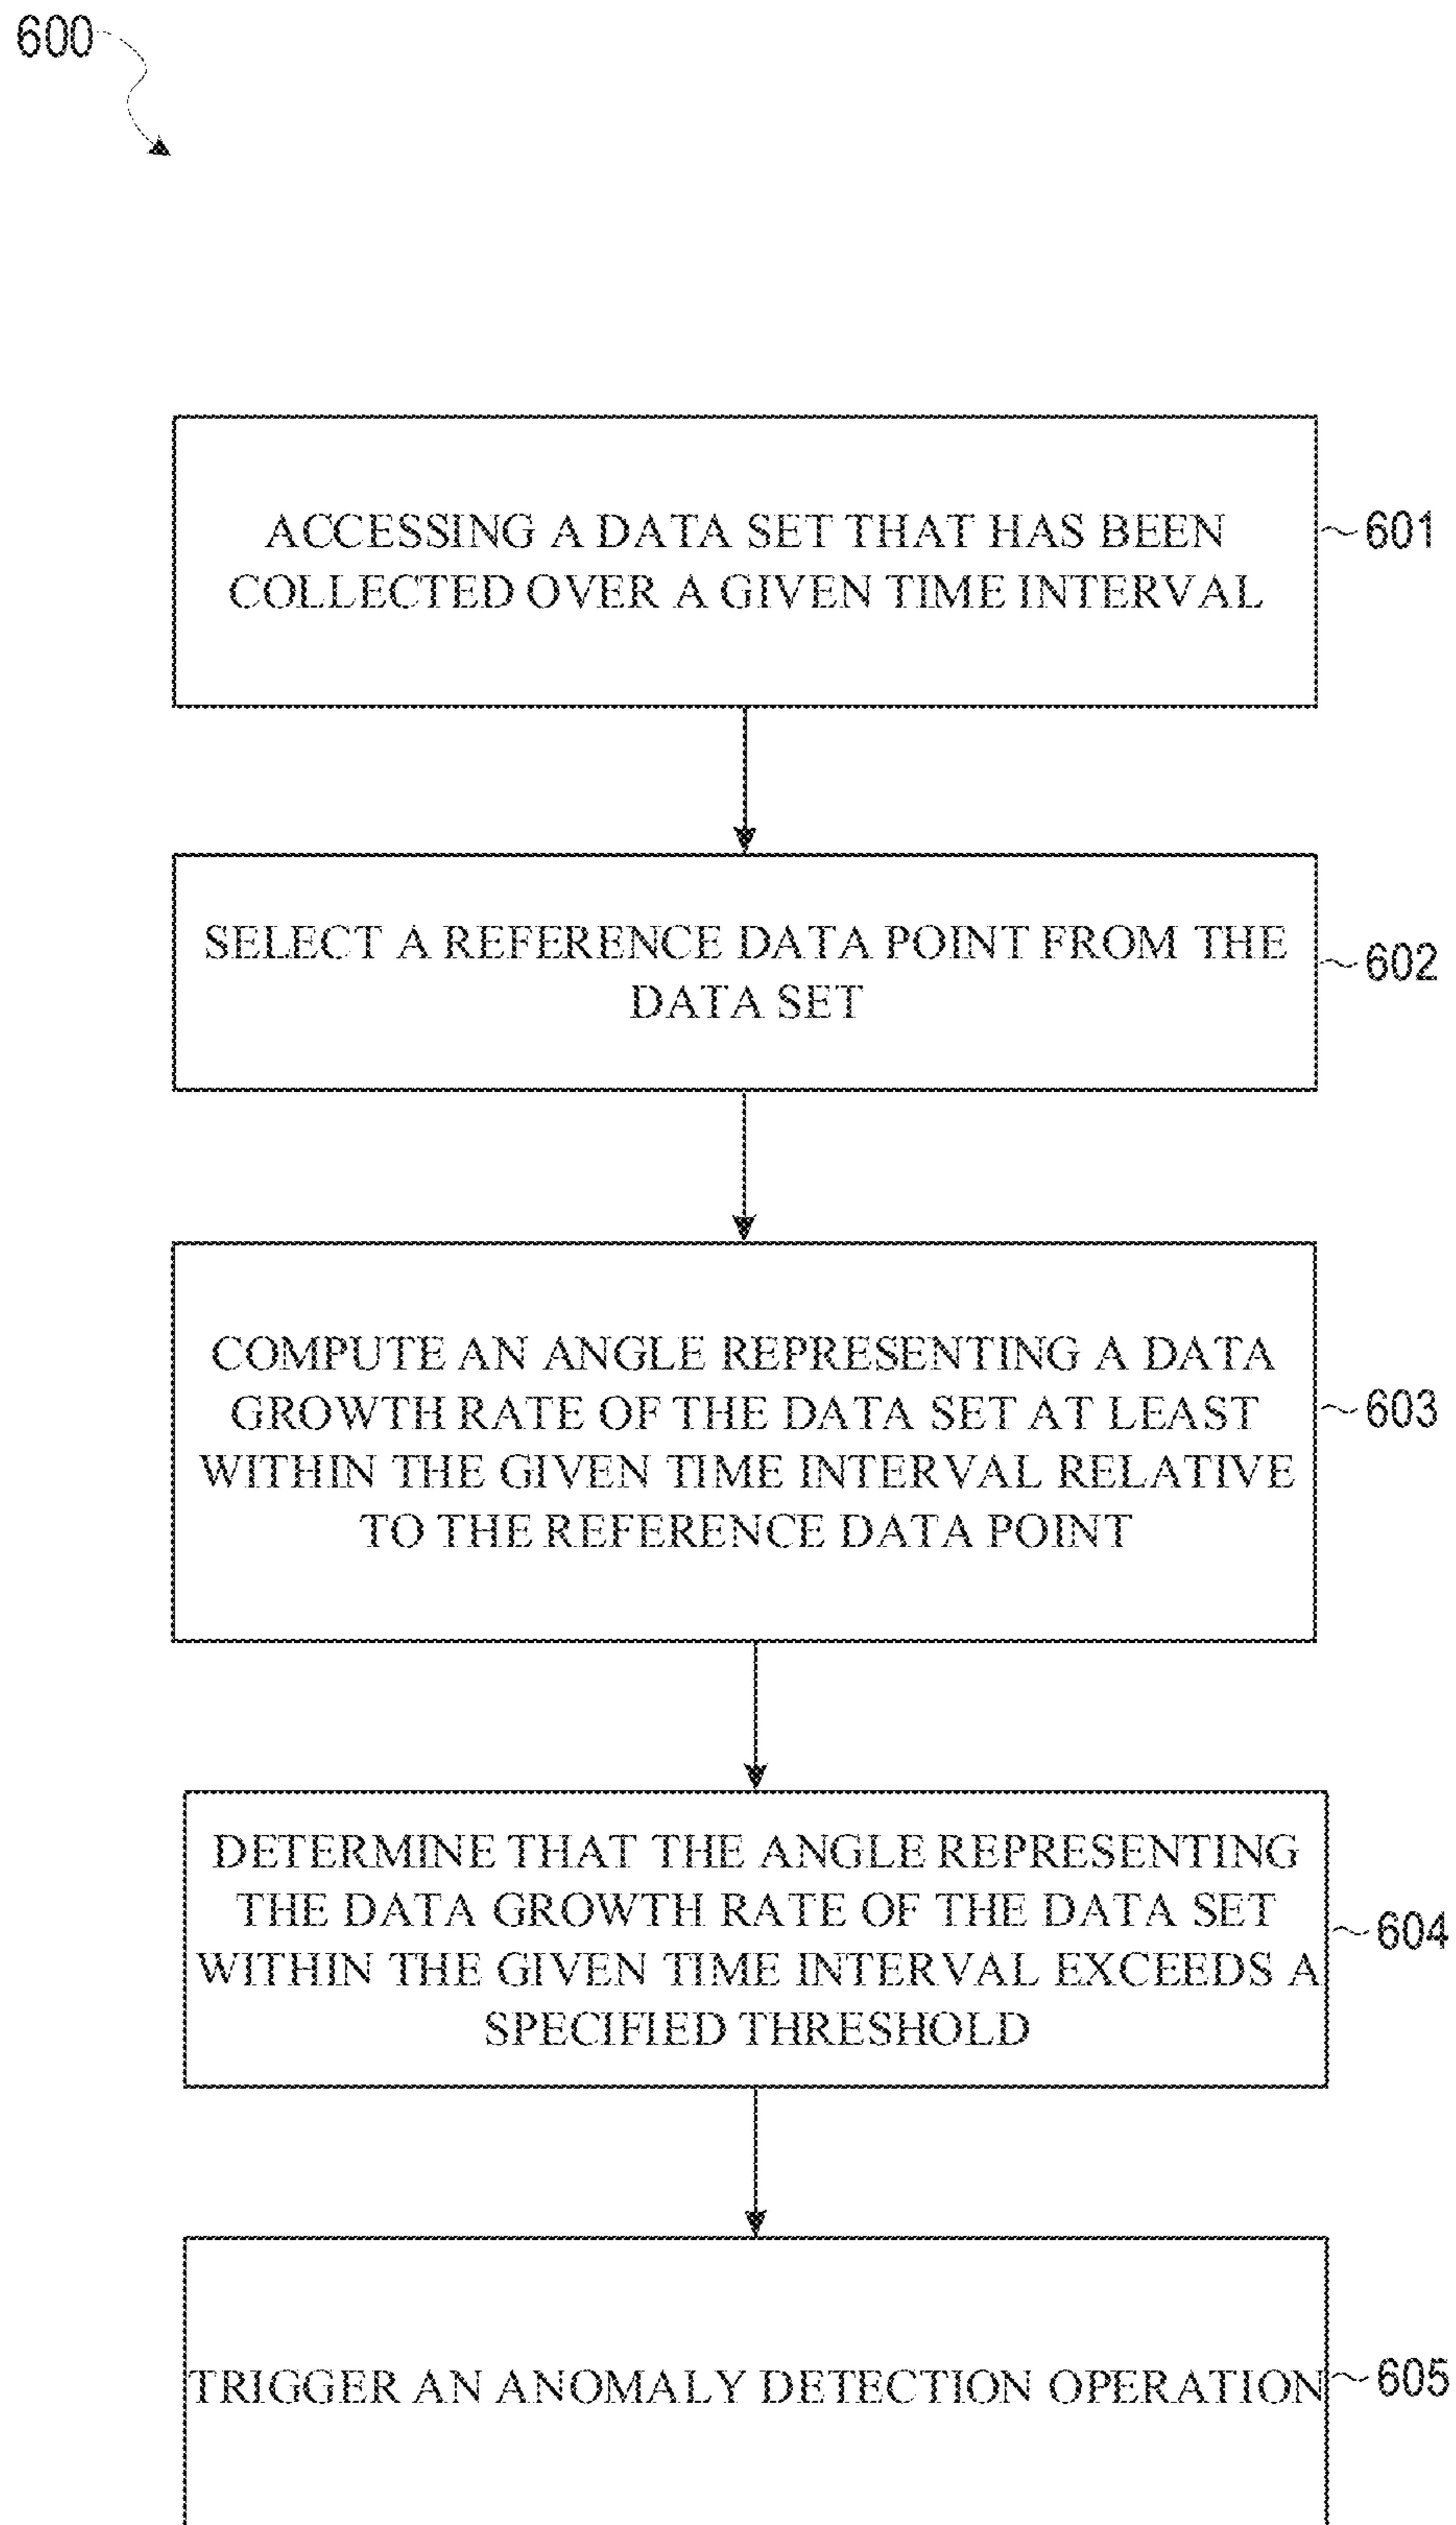 600
ACCESSING A DATA SET THAT HAS BEEN
COLLECTED OVER A GIVEN TIME INTERVAL
601
SELECT A REFERENCE DATA POINT FROM THE
DATA SET
602
COMPUTE AN ANGLE REPRESENTING A DATA
GROWTH RATE OF THE DATA SET AT LEAST
WITHIN THE GIVEN TIME INTERVAL RELATIVE
TO THE REFERENCE DATA POINT
603
DETERMINE THAT THE ANGLE REPRESENTING
THE DATA GROWTH RATE OF THE DATA SET
WITHIN THE GIVEN TIME INTERVAL EXCEEDS A
SPECIFIED THRESHOLD
604
TRIGGER AN ANOMALY DETECTION OPERATION
605